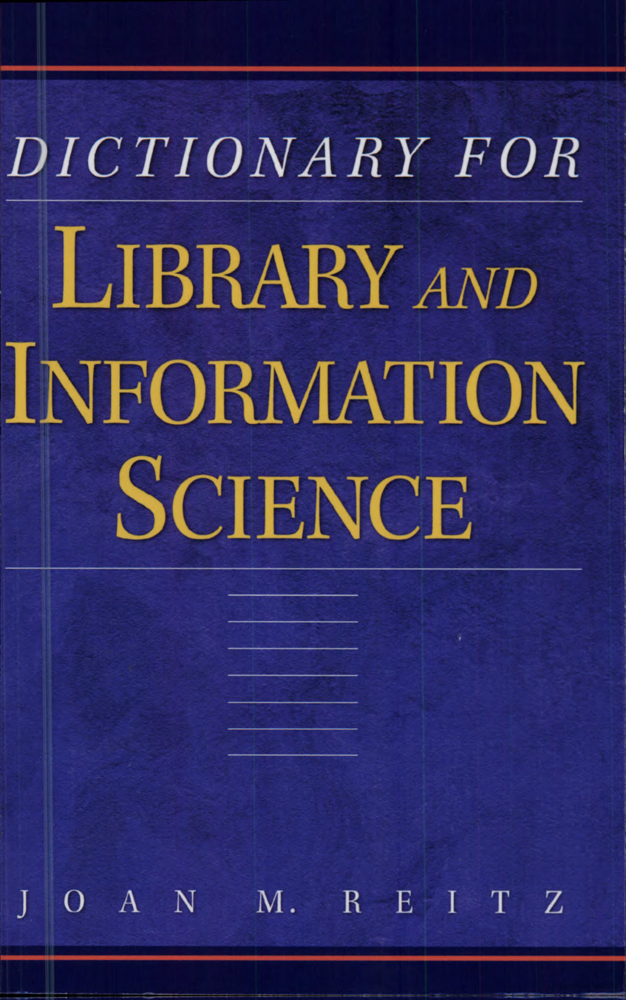 DICTIONARY FOR
LIBRARY AND
INFORMATION
SCIENCE
JOAN M. REITZ